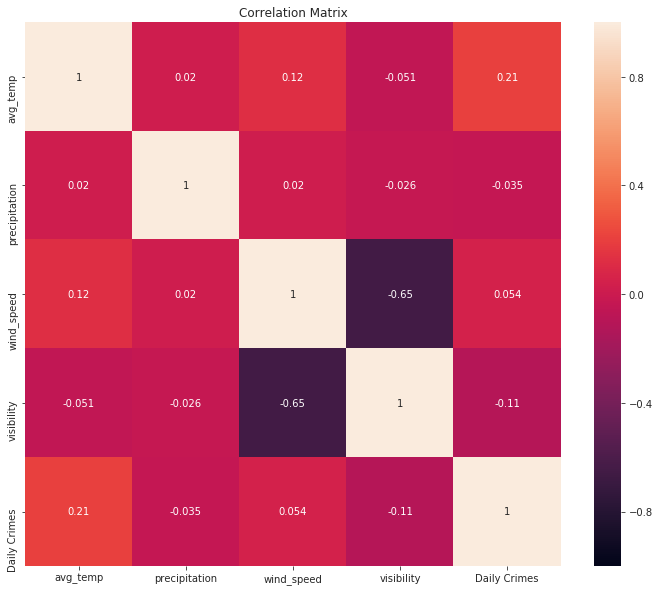 Correlation Matrix
avg_temp 1 0.02 0.12 -0.051 0.21
precipitation 0.02 1 0.02 -0.026 -0.035
wind_speed 0.12 0.02 1 -0.65 0.054
visibility -0.051 -0.026 -0.65 1 -0.11
Daily Crimes 0.21 -0.035 0.054 -0.11 1
avg_temp precipitation wind_speed visibility Daily Crimes
0.8
0.4
0.0
−0.4
−0.8